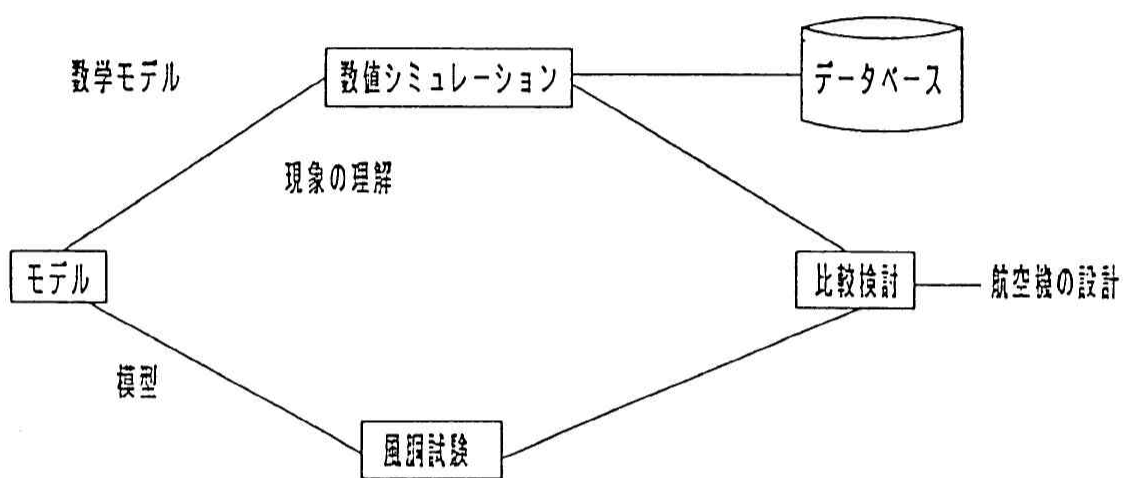 数学モデル
数値シミュレーション
データベース
現象の理解
モデル
比較検討
航空機の設計
模型
風胴試験